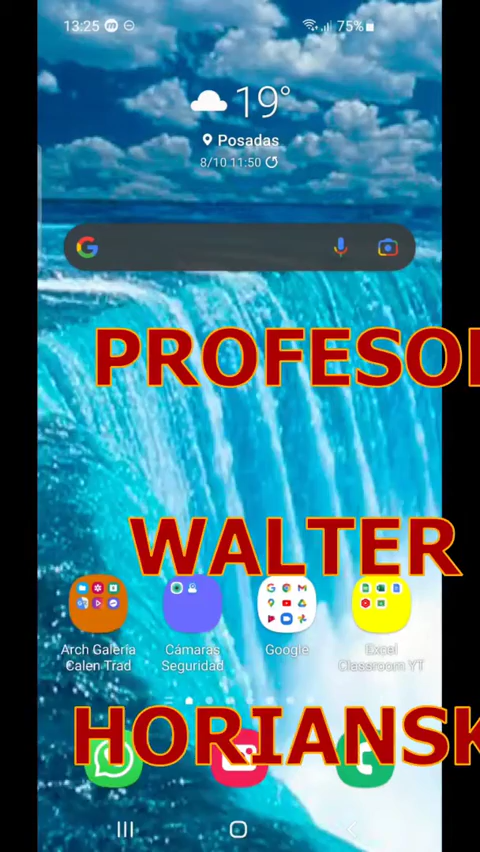 13:25
75%
19°
Posadas
8/10 11:50
PROFESO
WALTER
Arch Galería
Calen Trad
Cámaras
Seguridad
Google
Excel
Classroom YT
HORIANSK